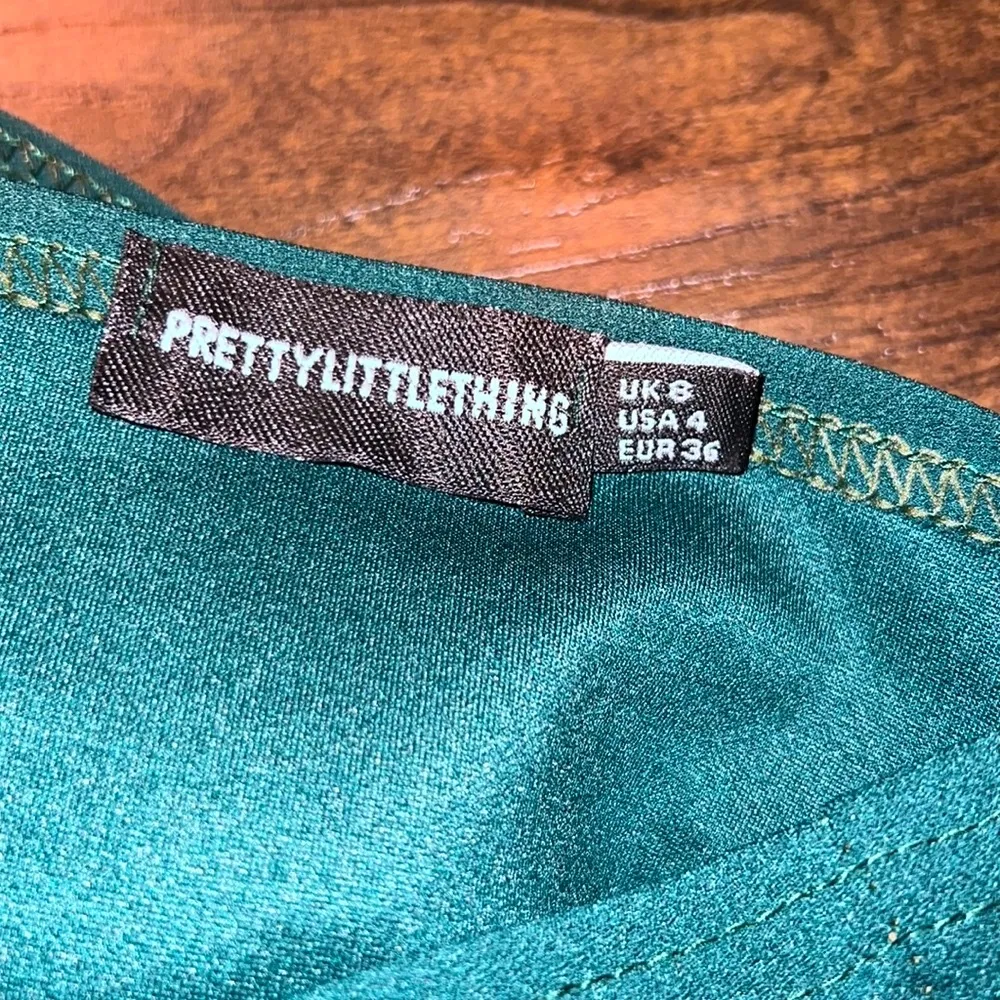 PRETTYLITTLETHING
UK 8
USA 4
EUR 36